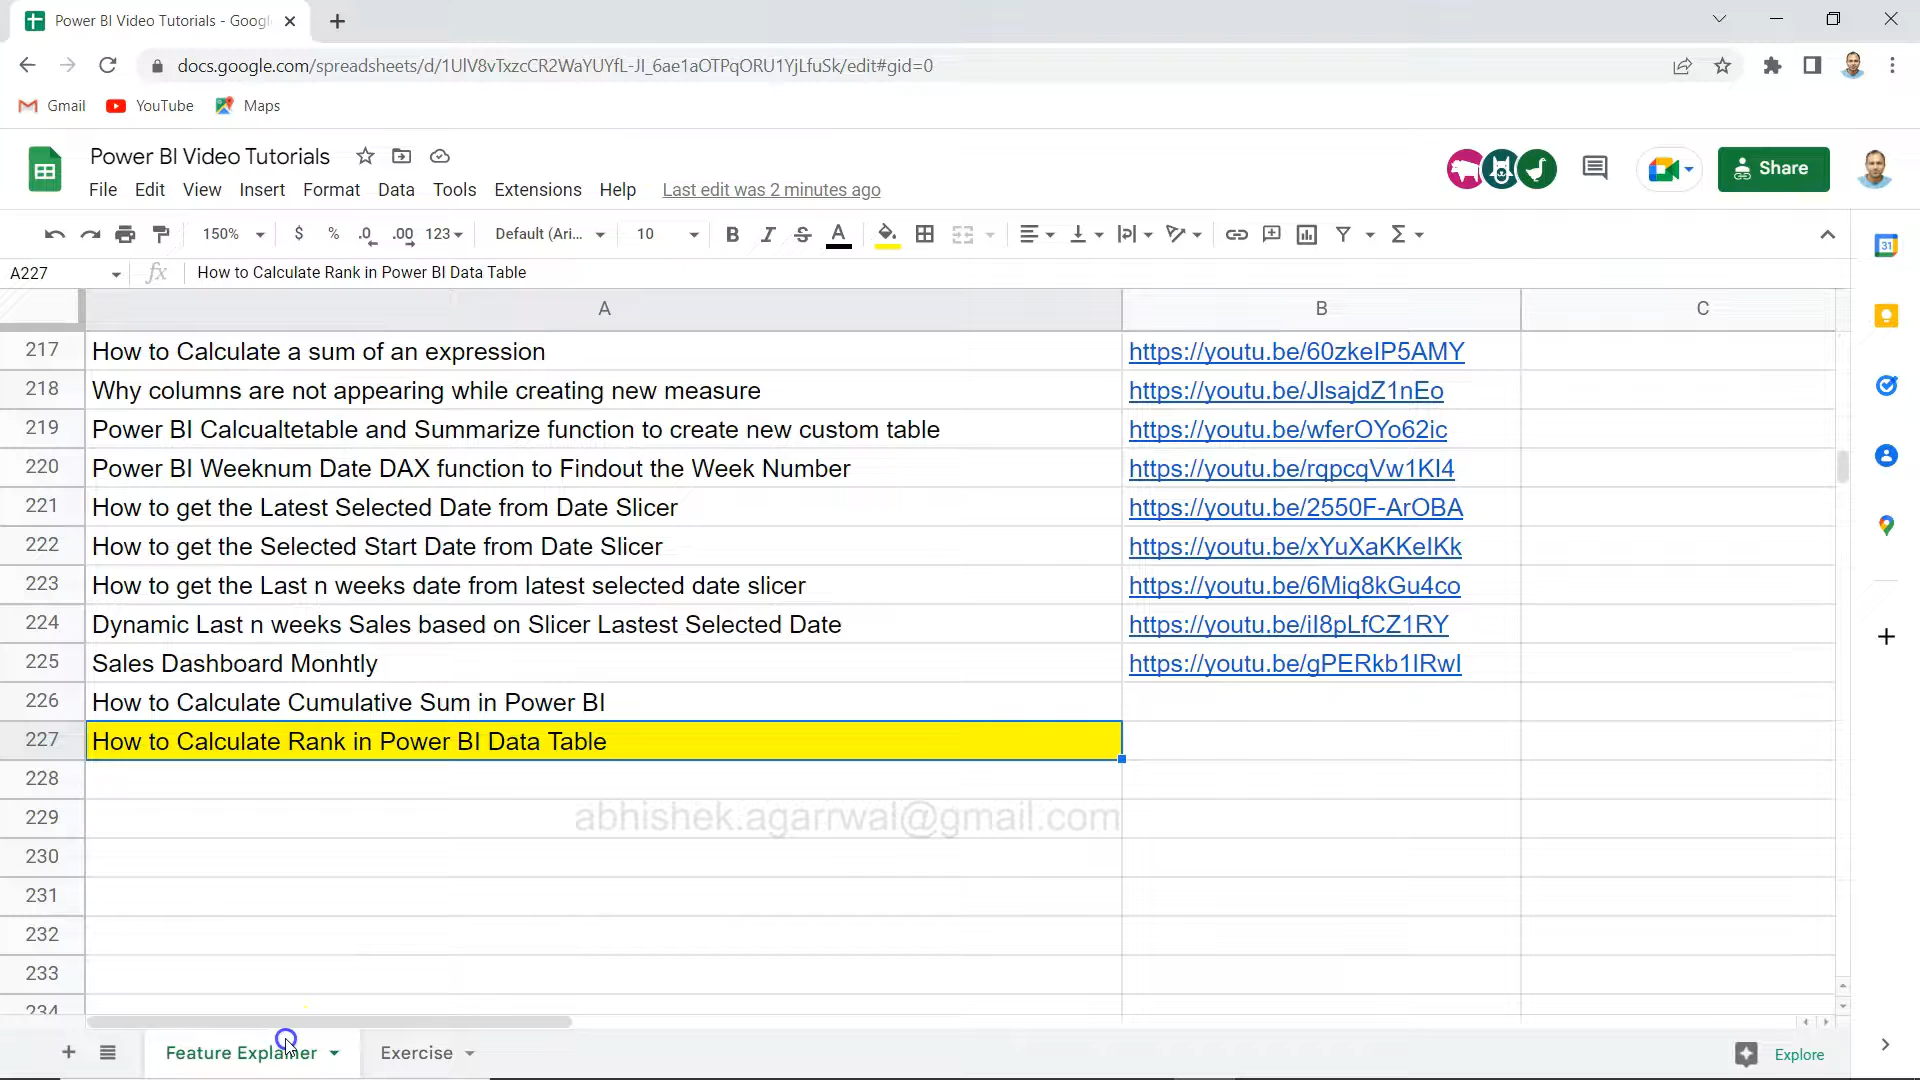 Power BI Video Tutorials - Googl
docs.google.com/spreadsheets/d/1UlV8vTxzcCR2WaYUYfL-JI_6ae1aOTPqORU1YjLfuSk/edit#gid=0
Gmail YouTube Maps
Power BI Video Tutorials
File Edit View Insert Format Data Tools Extensions Help Last edit was 2 minutes ago
Share
150% $ % .0 .00 123 Default (Ari... 10 B I S A Σ
A227 fx How to Calculate Rank in Power BI Data Table
A B C
217 How to Calculate a sum of an expression https://youtu.be/60zkeIP5AMY
218 Why columns are not appearing while creating new measure https://youtu.be/JlsajdZ1nEo
219 Power BI Calcualtetable and Summarize function to create new custom table https://youtu.be/wferOYo62ic
220 Power BI Weeknum Date DAX function to Findout the Week Number https://youtu.be/rqpcqVw1KI4
221 How to get the Latest Selected Date from Date Slicer https://youtu.be/2550F-ArOBA
222 How to get the Selected Start Date from Date Slicer https://youtu.be/xYuXaKKeIKk
223 How to get the Last n weeks date from latest selected date slicer https://youtu.be/6Miq8kGu4co
224 Dynamic Last n weeks Sales based on Slicer Lastest Selected Date https://youtu.be/iI8pLfCZ1RY
225 Sales Dashboard Monhtly https://youtu.be/gPERkb1IRwI
226 How to Calculate Cumulative Sum in Power BI
227 How to Calculate Rank in Power BI Data Table
228
229 abhishek.agarrwal@gmail.com
230
231
232
233
234
Feature Explainer Exercise Explore